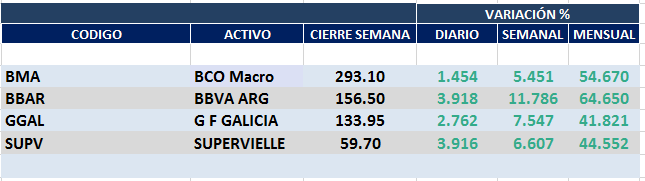 VARIACIÓN %
CODIGO ACTIVO CIERRE SEMANA DIARIO SEMANAL MENSUAL
BMA BCO Macro 293.10 1.454 5.451 54.670
BBAR BBVA ARG 156.50 3.918 11.786 64.650
GGAL G F GALICIA 133.95 2.762 7.547 41.821
SUPV SUPERVIELLE 59.70 3.916 6.607 44.552